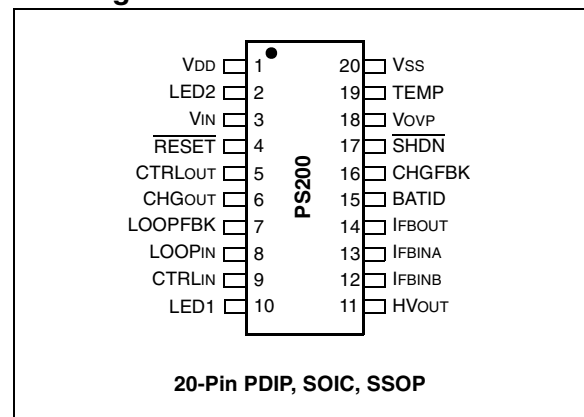 VDD 1 20 VSS
LED2 2 19 TEMP
VIN 3 18 VOVP
RESET 4 17 SHDN
CTRLOUT 5 16 CHGFBK
CHGOUT 6 15 BATID
LOOPFBK 7 14 IFBOUT
LOOPIN 8 13 IFBINA
CTRLIN 9 12 IFBINB
LED1 10 11 HVOUT
PS200
20-Pin PDIP, SOIC, SSOP